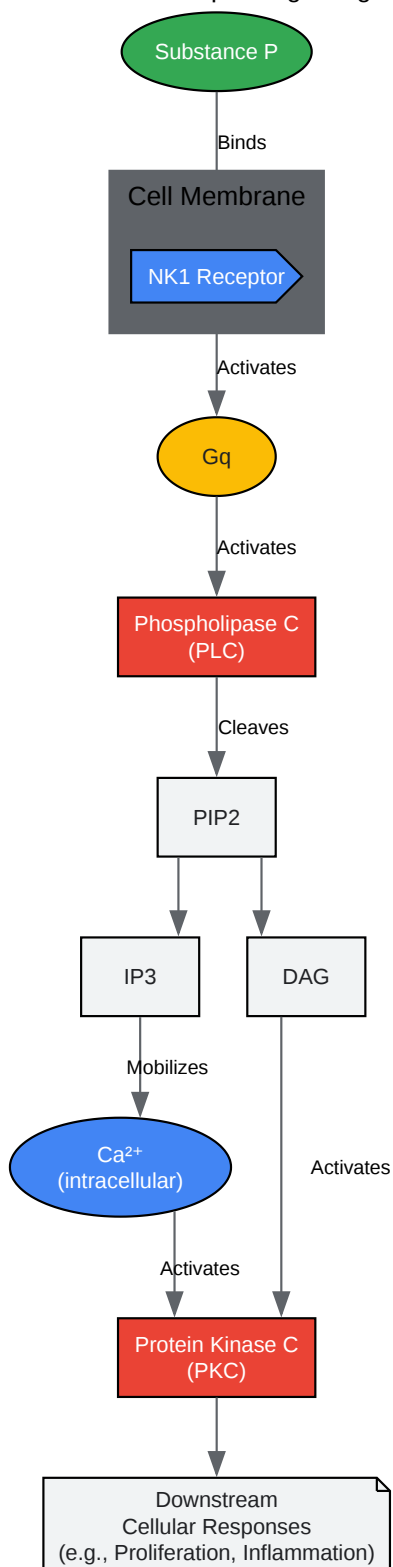 Substance P
Binds
Cell Membrane
NK1 Receptor
Activates
Gq
Activates
Phospholipase C
(PLC)
Cleaves
PIP2
IP3
DAG
Mobilizes
Ca²⁺
(intracellular)
Activates
Activates
Protein Kinase C
(PKC)
Downstream
Cellular Responses
(e.g., Proliferation, Inflammation)